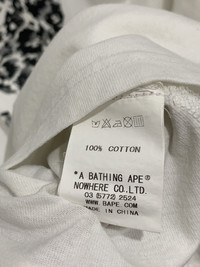 100% COTTON
*A BATHING APE®
NOWHERE CO.,LTD.
03 (5772) 2524
WWW.BAPE.COM
MADE IN CHINA